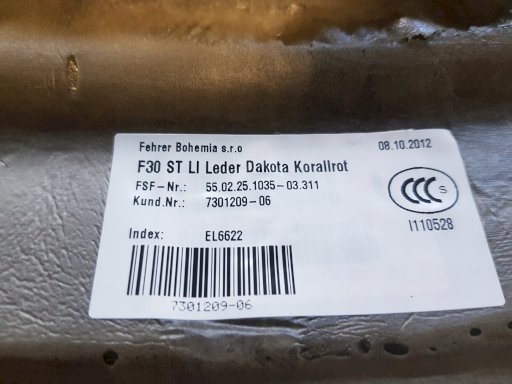 Fehrer Bohemia s.r.o
08.10.2012
F30 ST LI Leder Dakota Korallrot
FSF-Nr.: 55.02.25.1035-03.311
Kund.Nr.: 7301209-06
CCC S
I110528
Index: EL6622
7301209-06